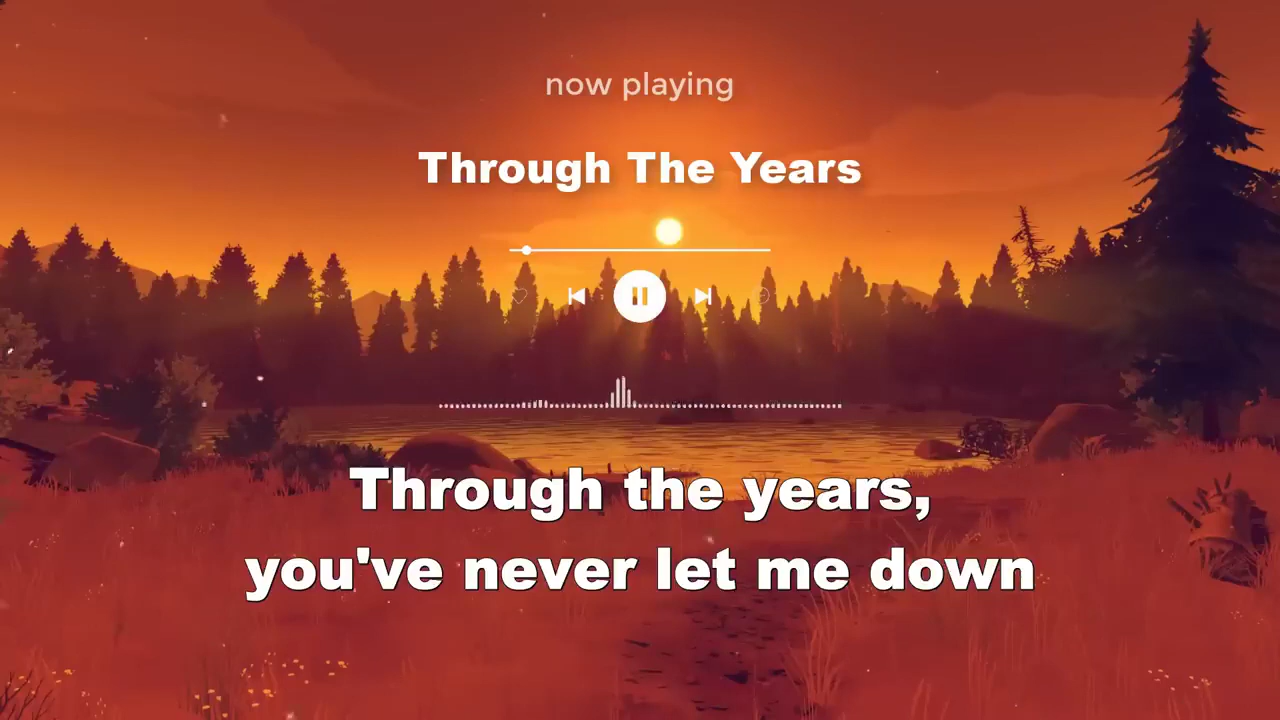 now playing
Through The Years
Through the years,
you've never let me down